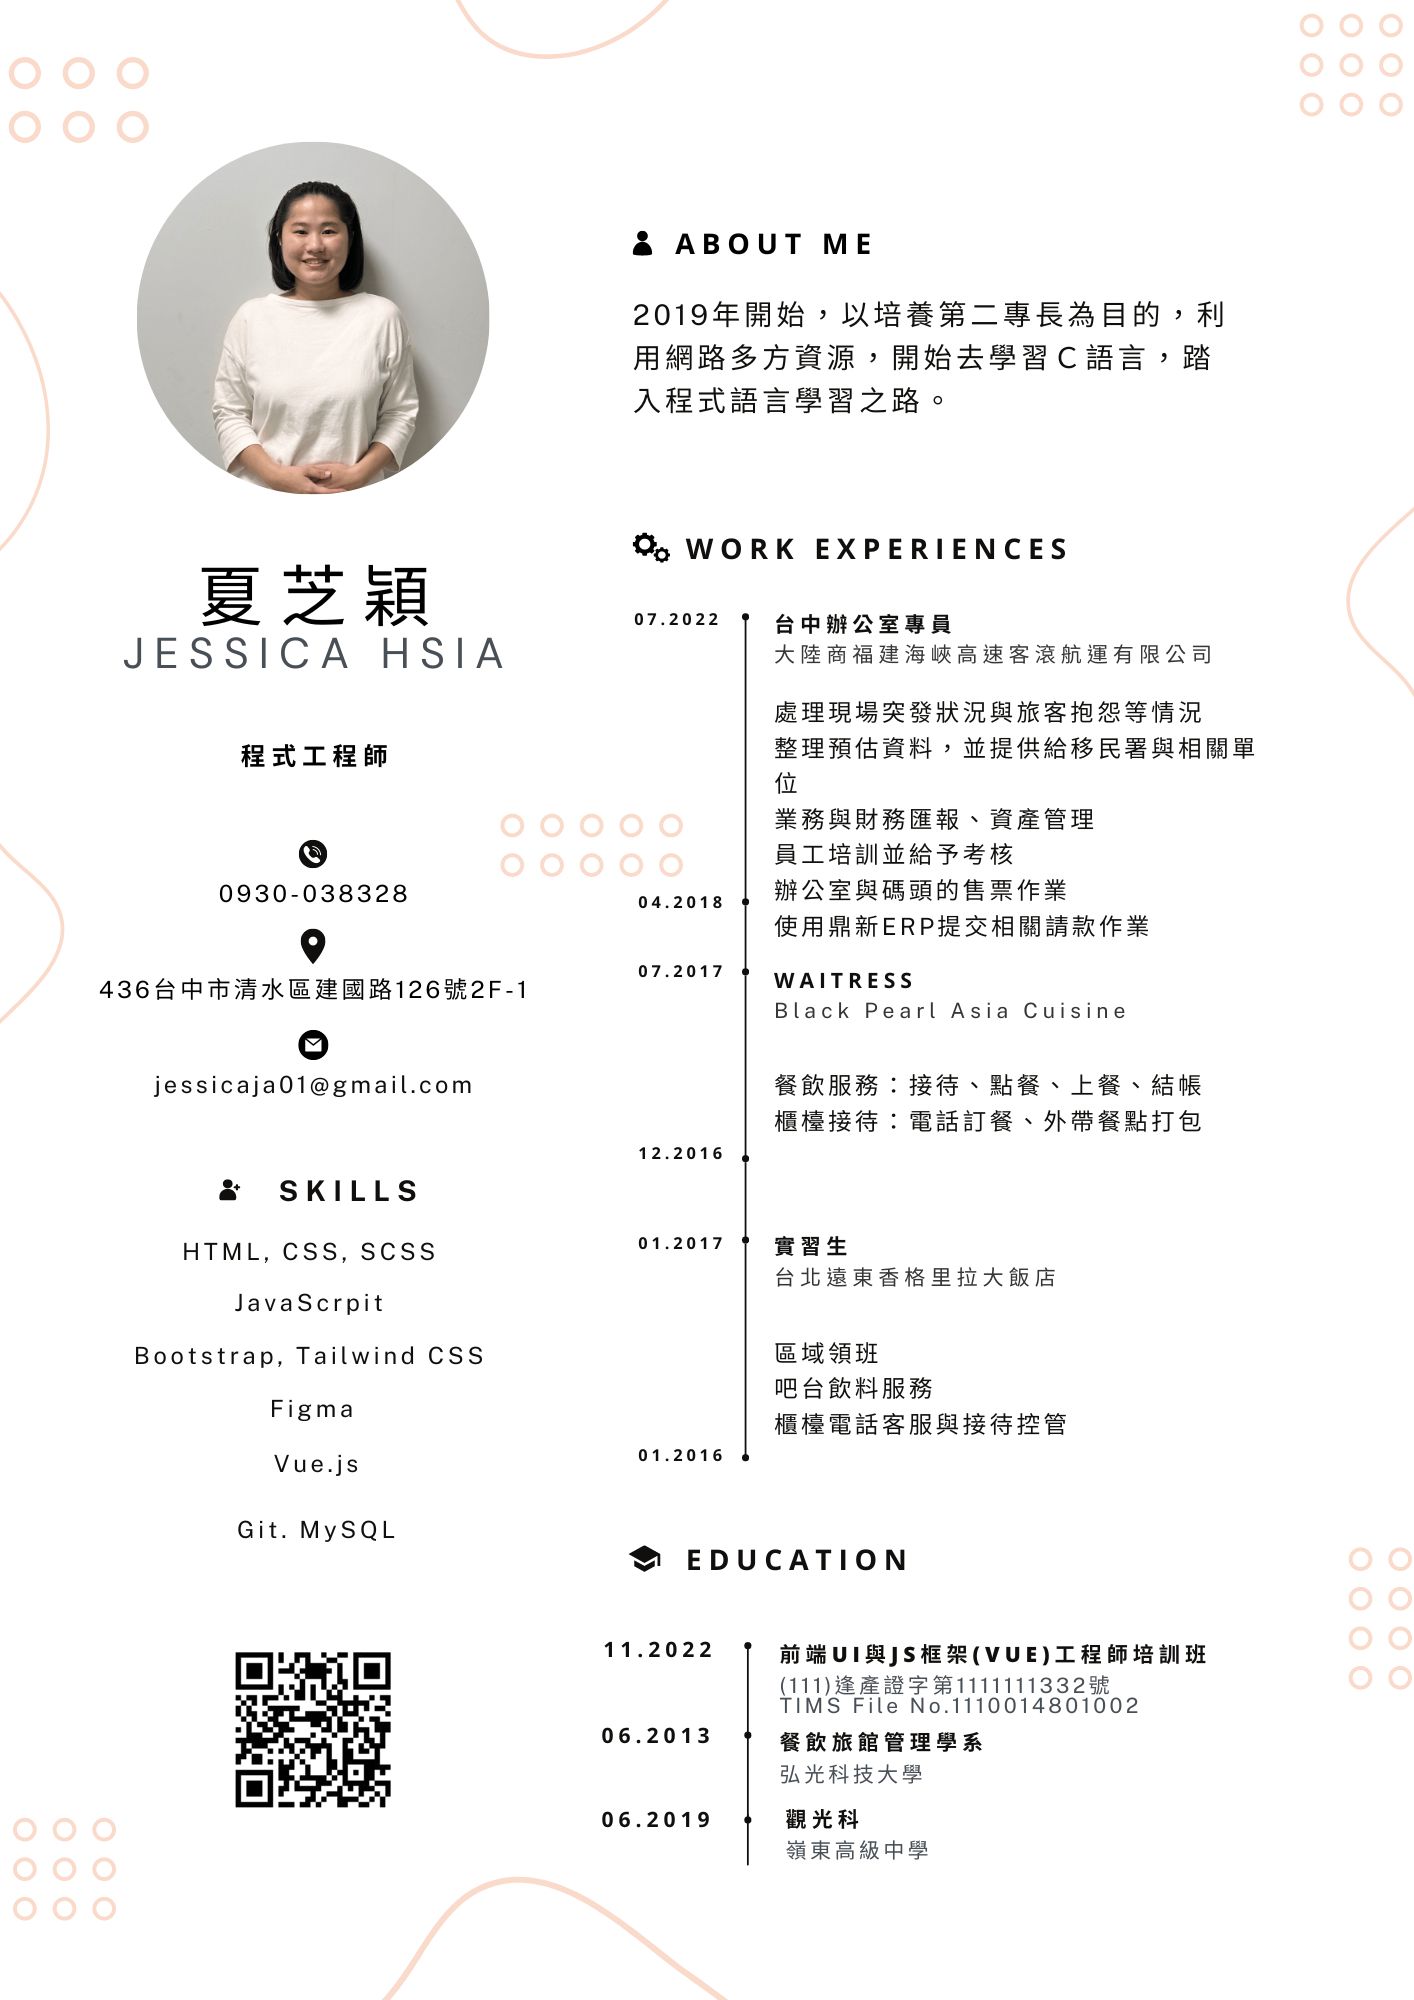 夏芝穎
JESSICA HSIA
程式工程師
0930-038328
436台中市清水區建國路126號2F-1
jessicaja01@gmail.com
SKILLS
HTML, CSS, SCSS
JavaScrpit
Bootstrap, Tailwind CSS
Figma
Vue.js
Git. MySQL
ABOUT ME
2019年開始，以培養第二專長為目的，利
用網路多方資源，開始去學習Ｃ語言，踏
入程式語言學習之路。
WORK EXPERIENCES
07.2022
台中辦公室專員
大陸商福建海峽高速客滾航運有限公司
處理現場突發狀況與旅客抱怨等情況
整理預估資料，並提供給移民署與相關單
位
業務與財務匯報、資產管理
員工培訓並給予考核
辦公室與碼頭的售票作業
04.2018
使用鼎新ERP提交相關請款作業
07.2017
WAITRESS
Black Pearl Asia Cuisine
餐飲服務：接待、點餐、上餐、結帳
櫃檯接待：電話訂餐、外帶餐點打包
12.2016
01.2017
實習生
台北遠東香格里拉大飯店
區域領班
吧台飲料服務
櫃檯電話客服與接待控管
01.2016
EDUCATION
11.2022
前端UI與JS框架(VUE)工程師培訓班
(111)逢產證字第1111111332號
TIMS File No.1110014801002
06.2013
餐飲旅館管理學系
弘光科技大學
06.2019
觀光科
嶺東高級中學